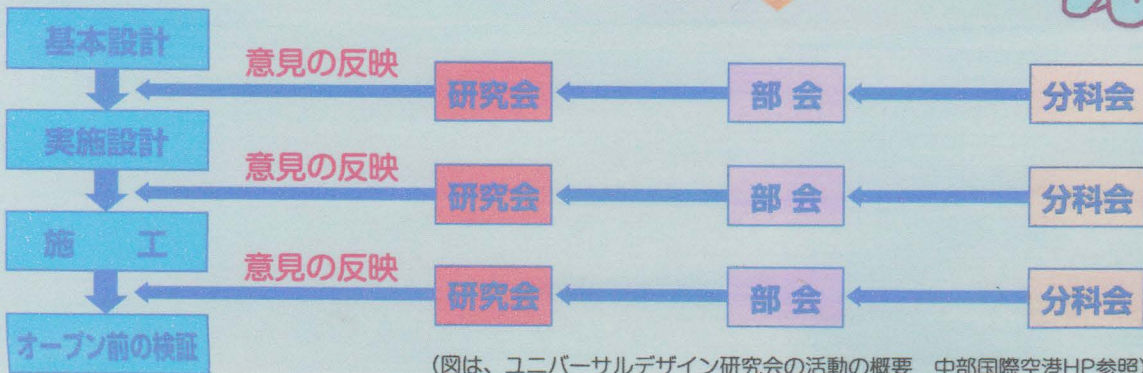 基本設計
意見の反映
研究会
部 会
分科会
実施設計
意見の反映
研究会
部 会
分科会
施 工
意見の反映
研究会
部 会
分科会
オープン前の検証
(図は、ユニバーサルデザイン研究会の活動の概要 中部国際空港HP参照)